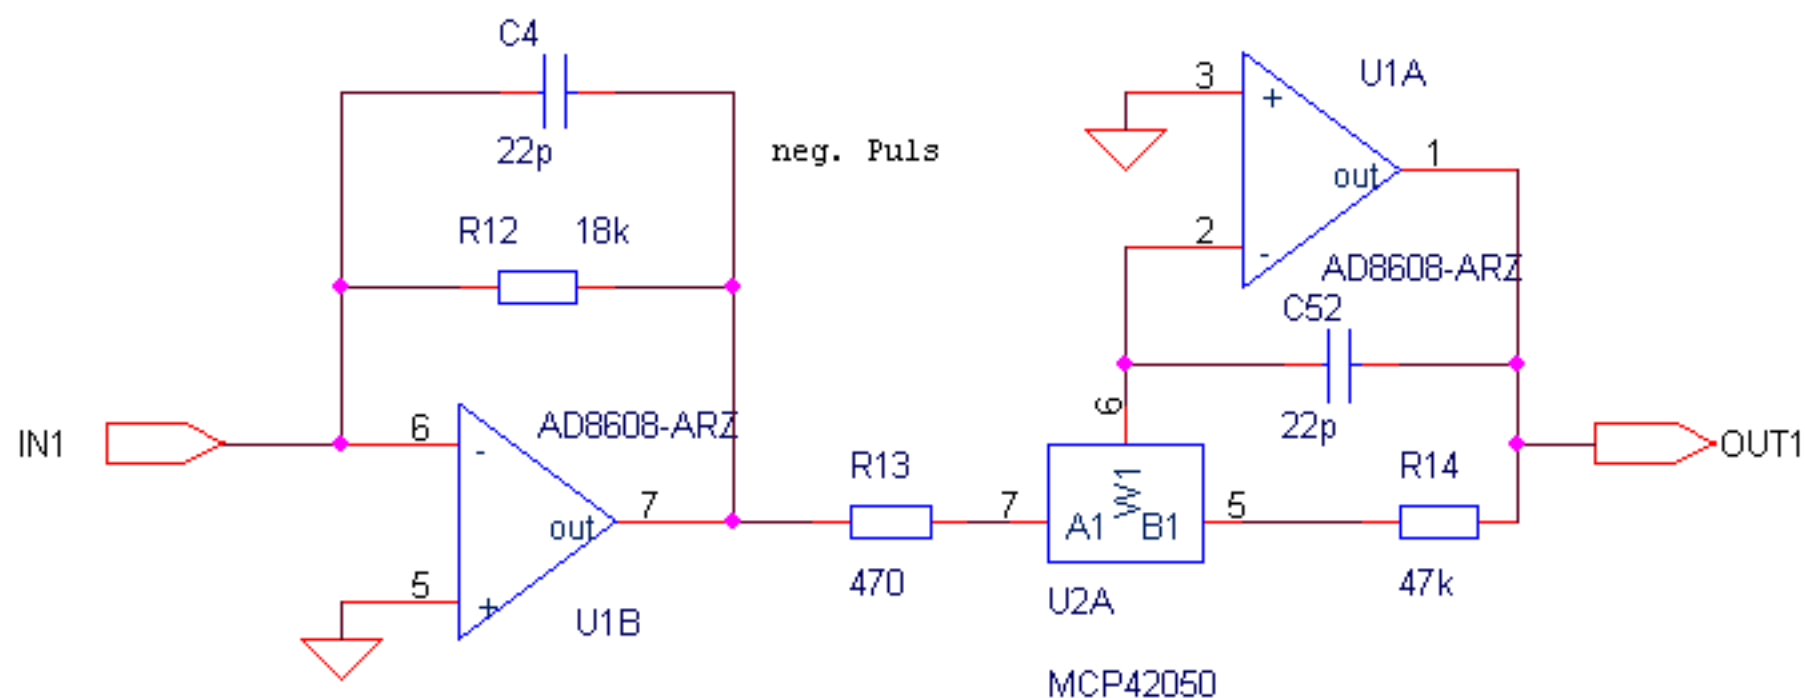 C4
22p
neg. Puls
R12 18k
IN1
6
-
AD8608-ARZ
out
7
5
+
U1B
R13
470
7
A1
W1
B1
6
5
U2A
MCP42050
3
+
U1A
out
1
2
-
AD8608-ARZ
C52
22p
R14
47k
OUT1